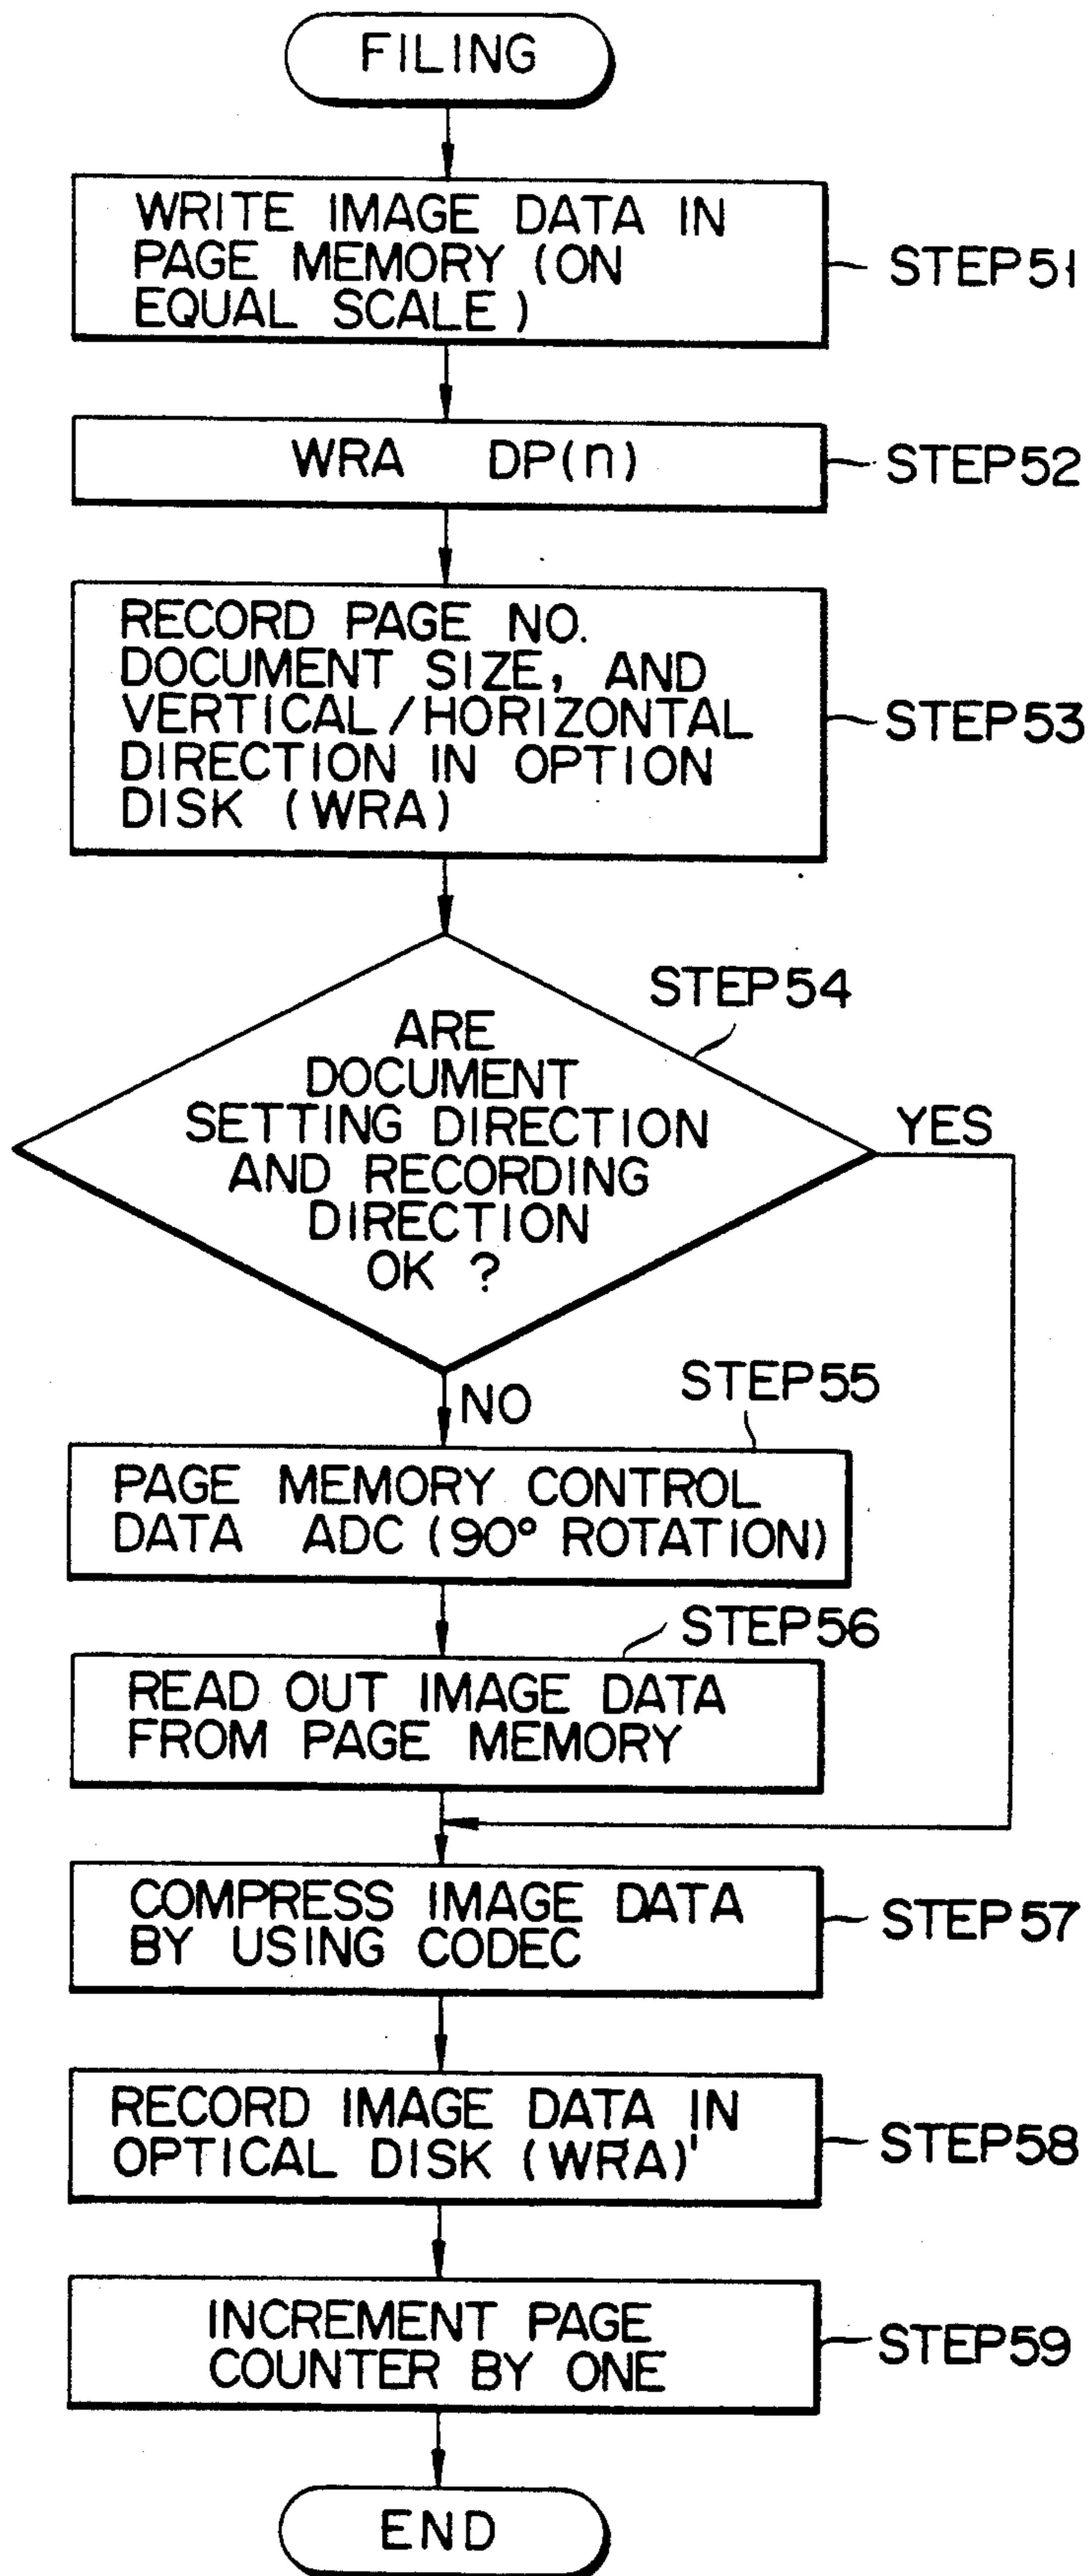 FILING
WRITE IMAGE DATA IN
PAGE MEMORY (ON
EQUAL SCALE)
STEP51
WRA DP(n)
STEP52
RECORD PAGE NO.
DOCUMENT SIZE, AND
VERTICAL/HORIZONTAL
DIRECTION IN OPTION
DISK (WRA)
STEP53
STEP54
ARE
DOCUMENT
SETTING DIRECTION
AND RECORDING
DIRECTION
OK ?
YES
NO
STEP55
PAGE MEMORY CONTROL
DATA ADC (90° ROTATION)
STEP56
READ OUT IMAGE DATA
FROM PAGE MEMORY
COMPRESS IMAGE DATA
BY USING CODEC
STEP57
RECORD IMAGE DATA IN
OPTICAL DISK (WRA)'
STEP58
INCREMENT PAGE
COUNTER BY ONE
STEP59
END